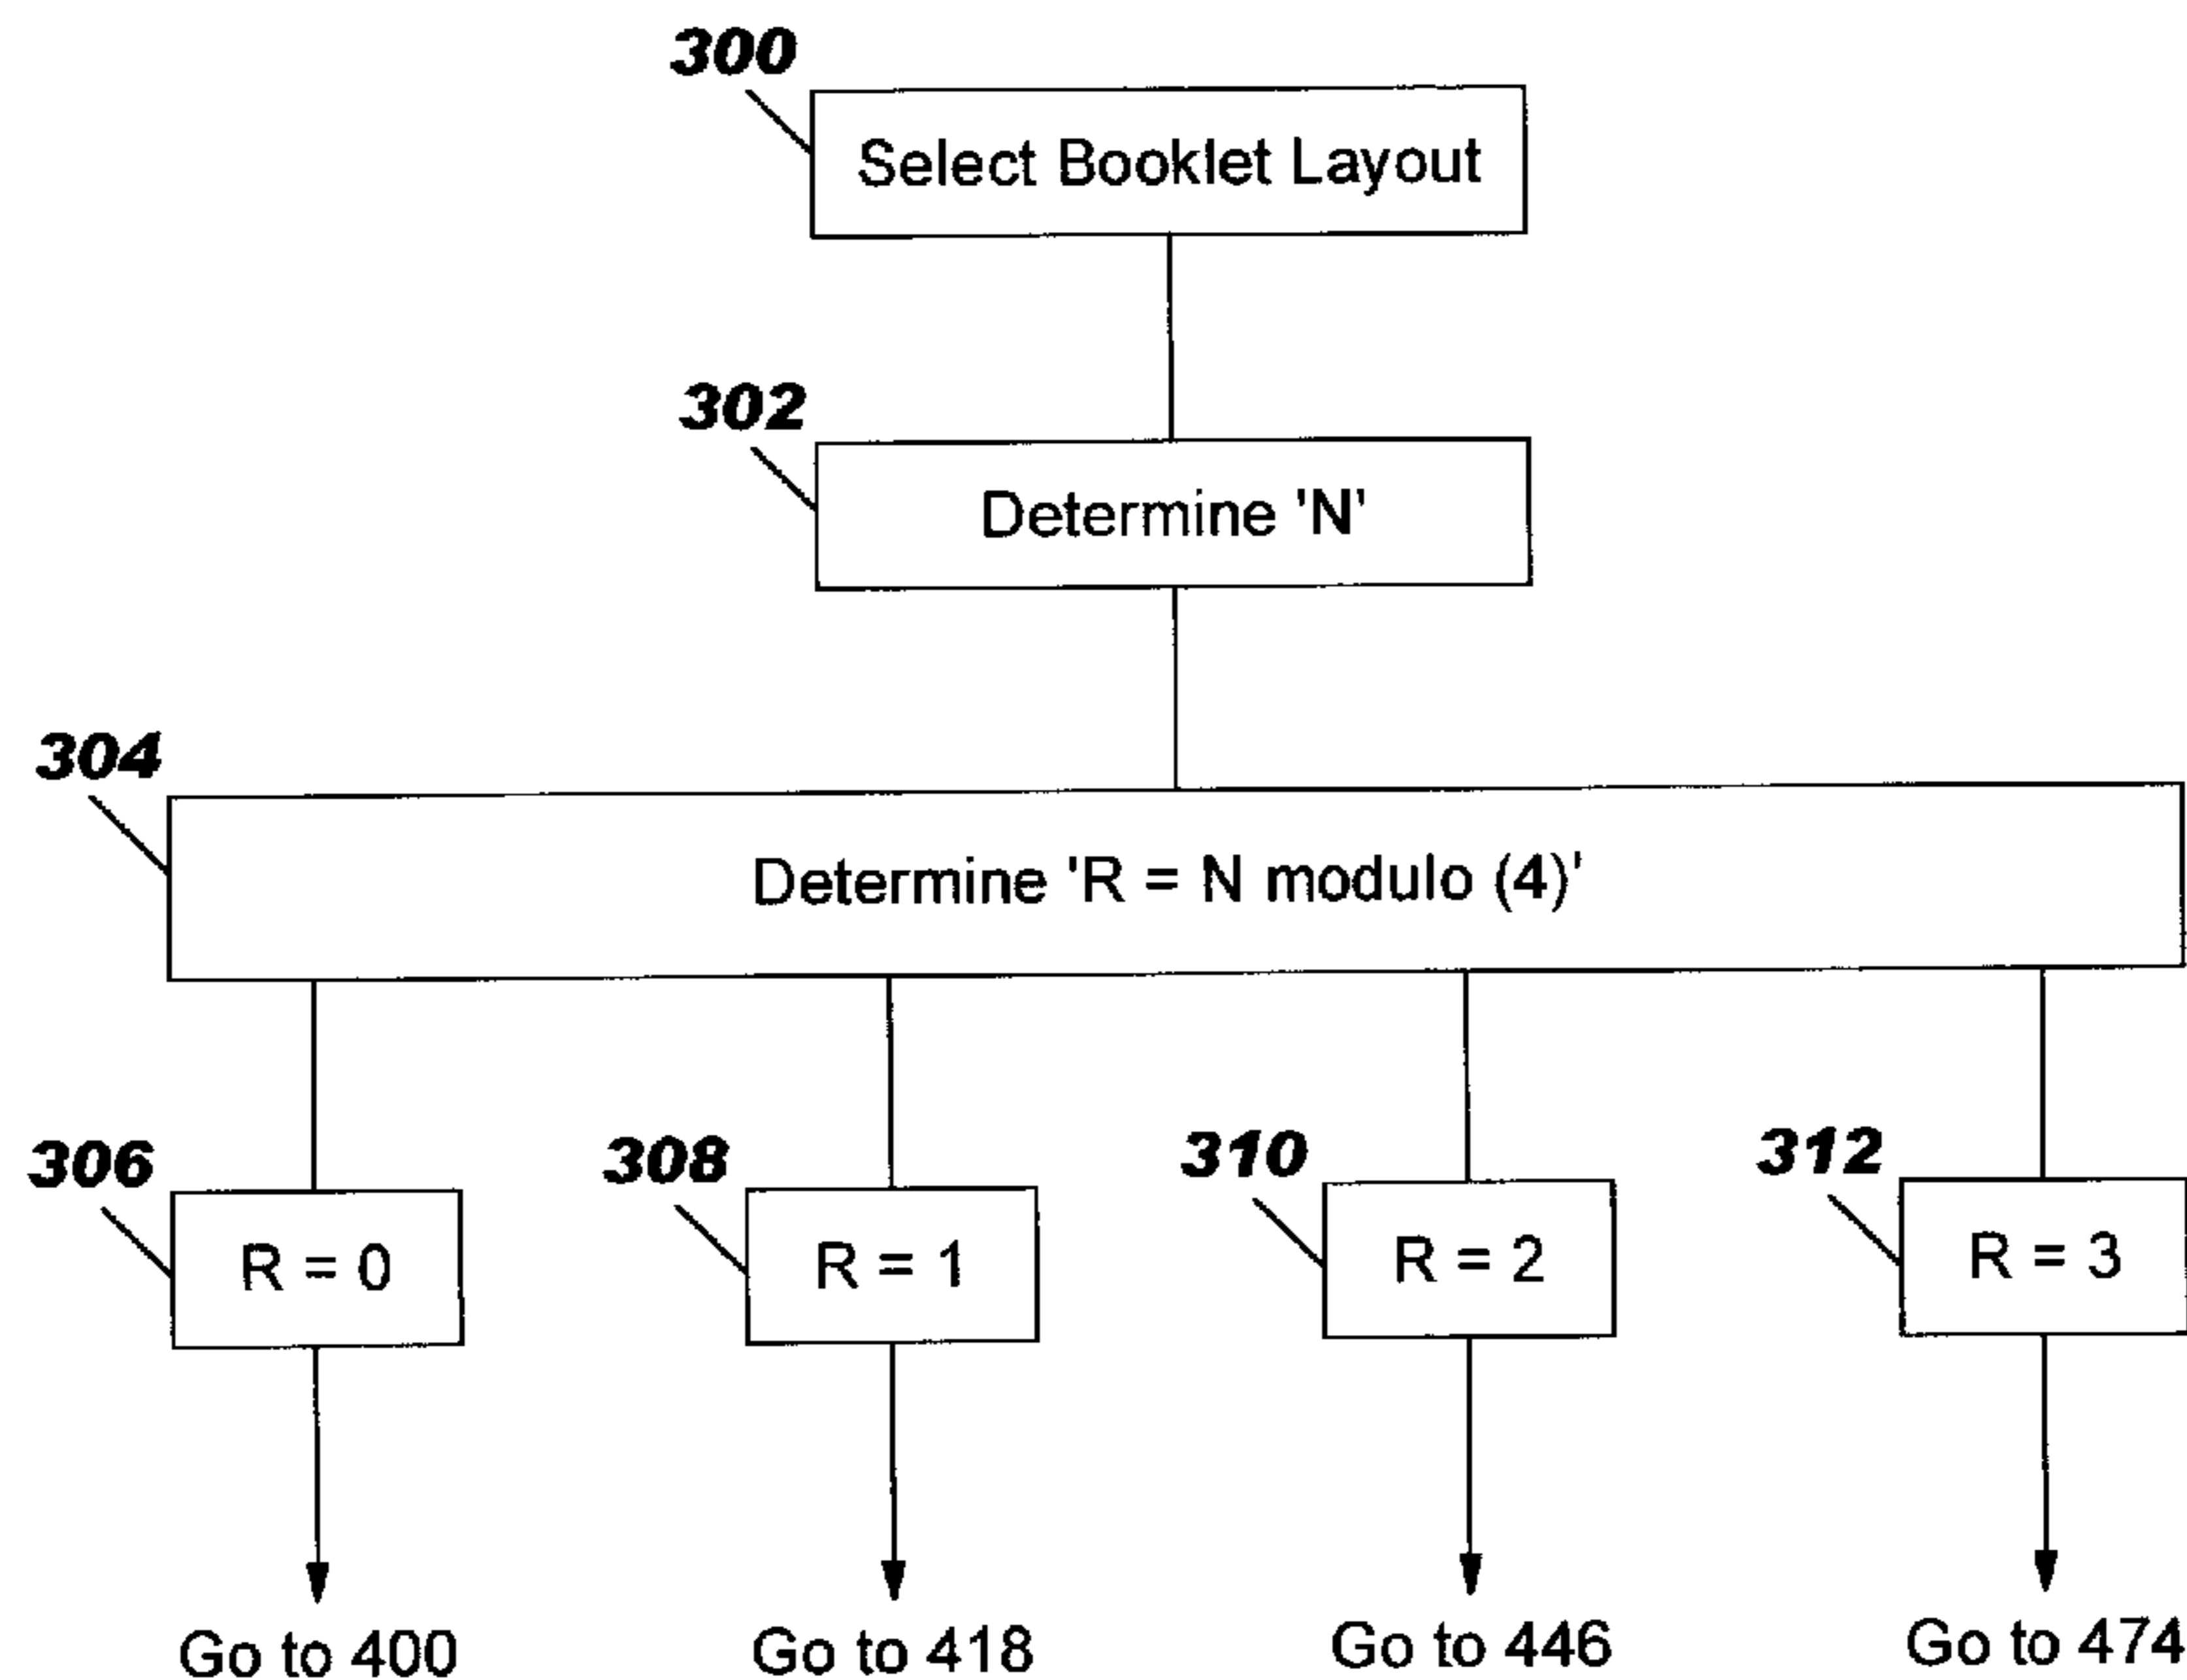 300
Select Booklet Layout
302
Determine 'N'
304
Determine 'R = N modulo (4)'
306
308
310
312
R = 0
R = 1
R = 2
R = 3
Go to 400
Go to 418
Go to 446
Go to 474